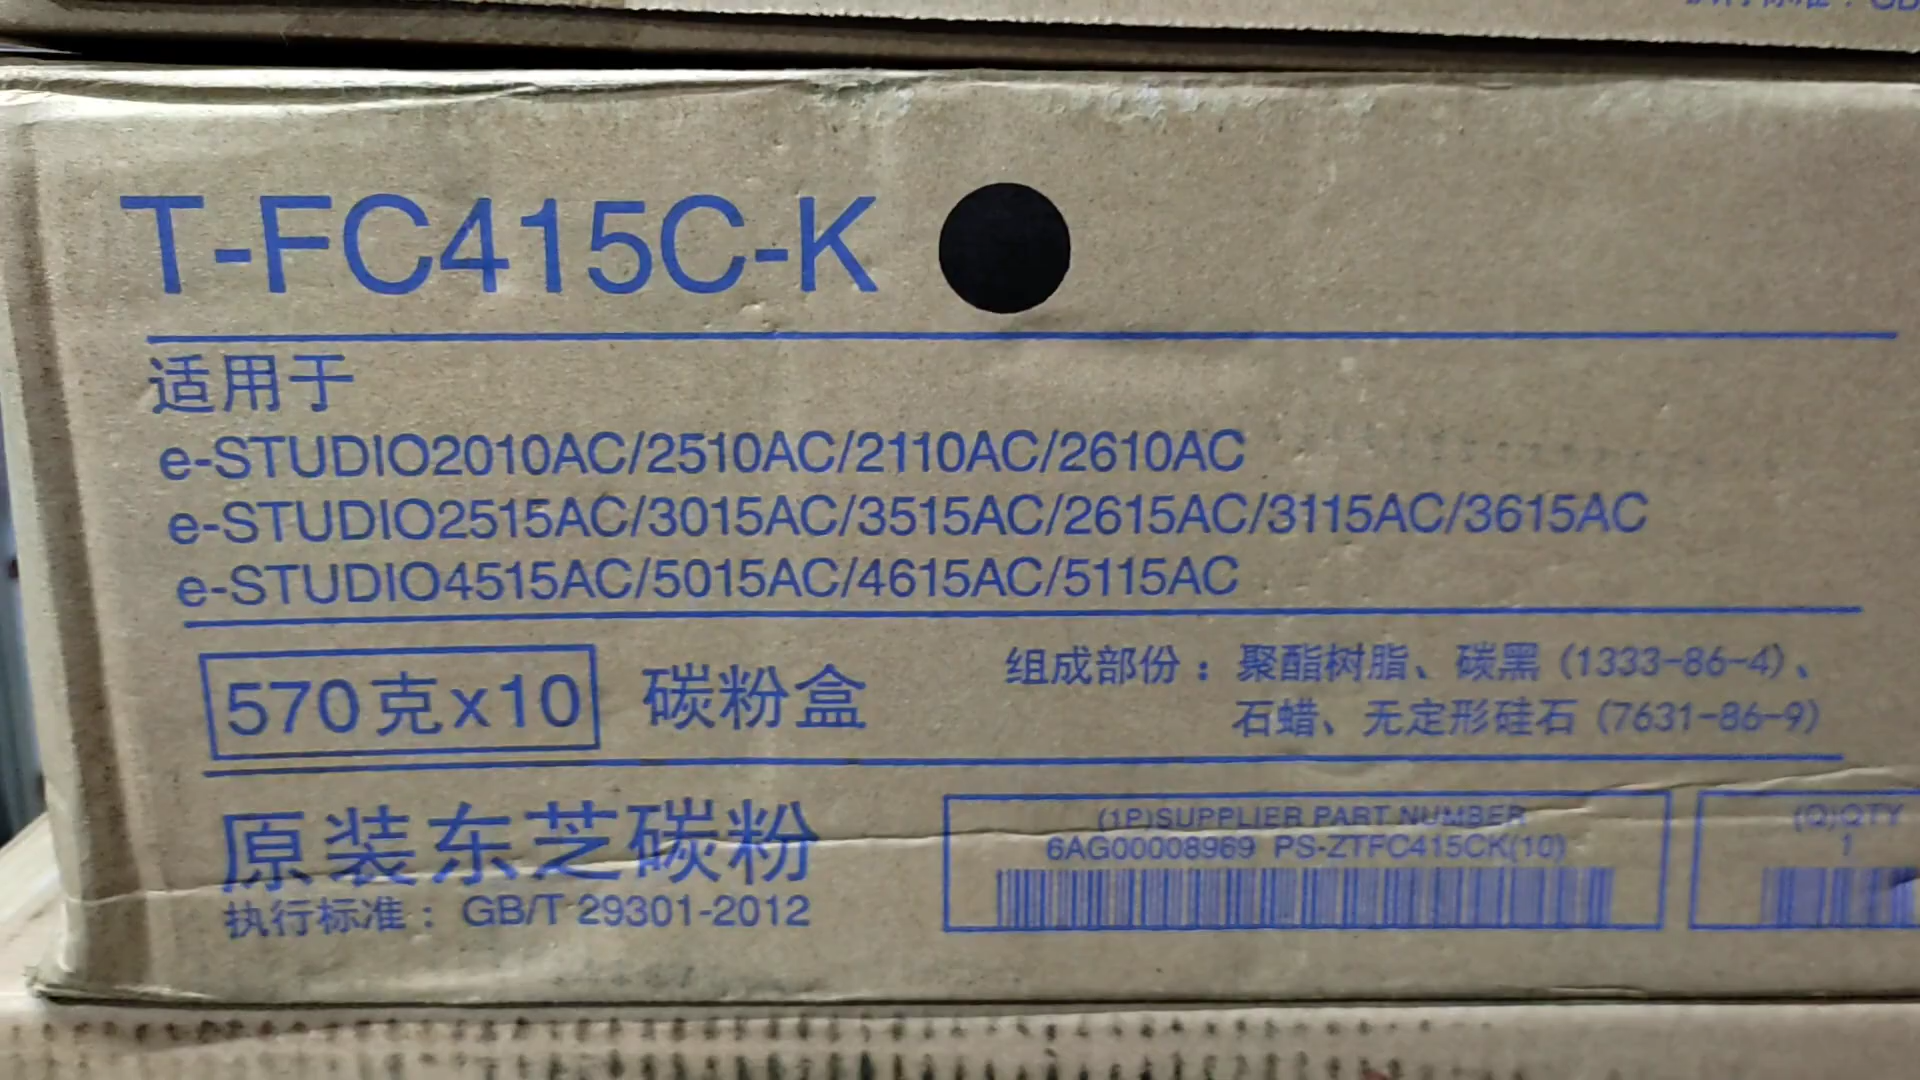 T-FC415C-K
适用于
e-STUDIO2010AC/2510AC/2110AC/2610AC
e-STUDIO2515AC/3015AC/3515AC/2615AC/3115AC/3615AC
e-STUDIO4515AC/5015AC/4615AC/5115AC
570克x10 碳粉盒
组成部份：聚酯树脂、碳黑 (1333-86-4)、
石蜡、无定形硅石 (7631-86-9)
原装东芝碳粉
执行标准：GB/T 29301-2012
(1P)SUPPLIER PART NUMBER
6AG00008969 PS-ZTFC415CK(10)
(Q)QTY
1